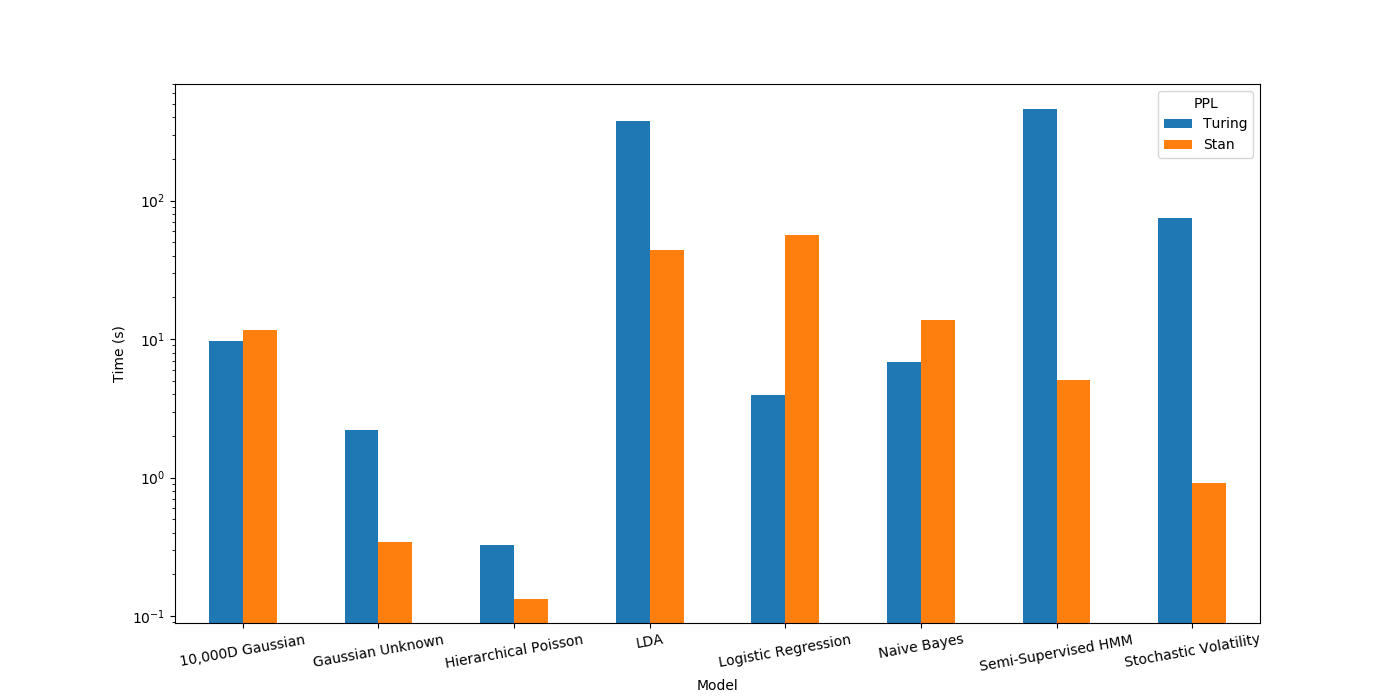 PPL
Turing
Stan
10²
10¹
10⁰
10⁻¹
Time (s)
10,000D Gaussian
Gaussian Unknown
Hierarchical Poisson
LDA
Logistic Regression
Naive Bayes
Semi-Supervised HMM
Stochastic Volatility
Model